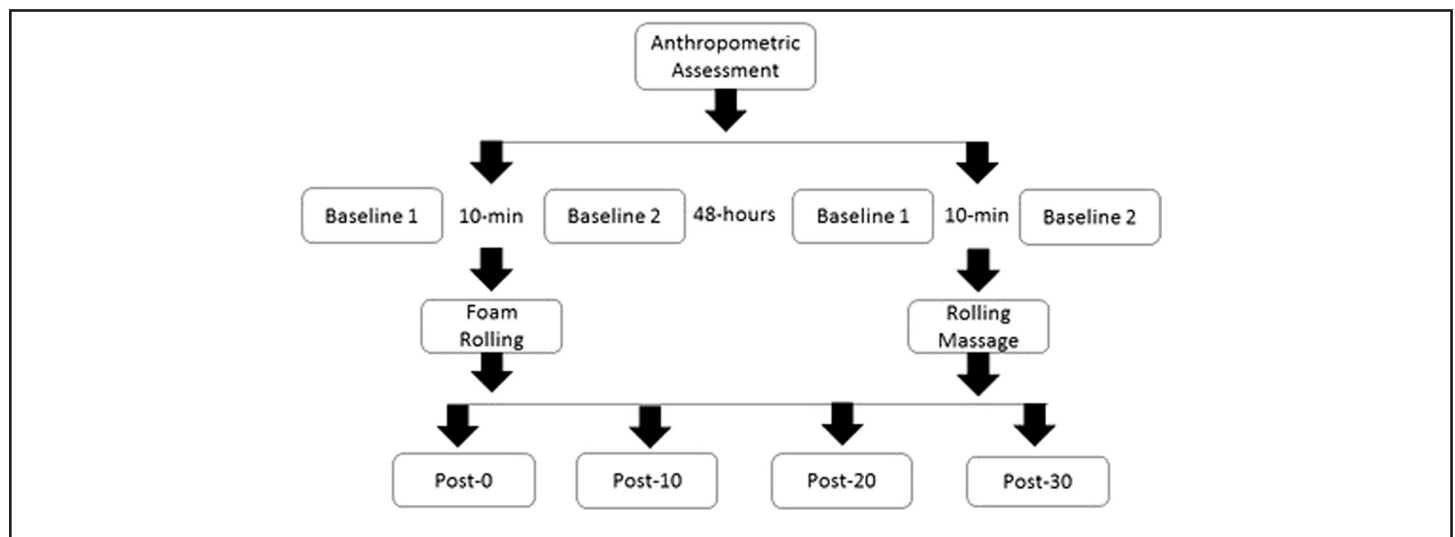 Anthropometric
Assessment
Baseline 1
10-min
Baseline 2
48-hours
Baseline 1
10-min
Baseline 2
Foam
Rolling
Rolling
Massage
Post-0
Post-10
Post-20
Post-30